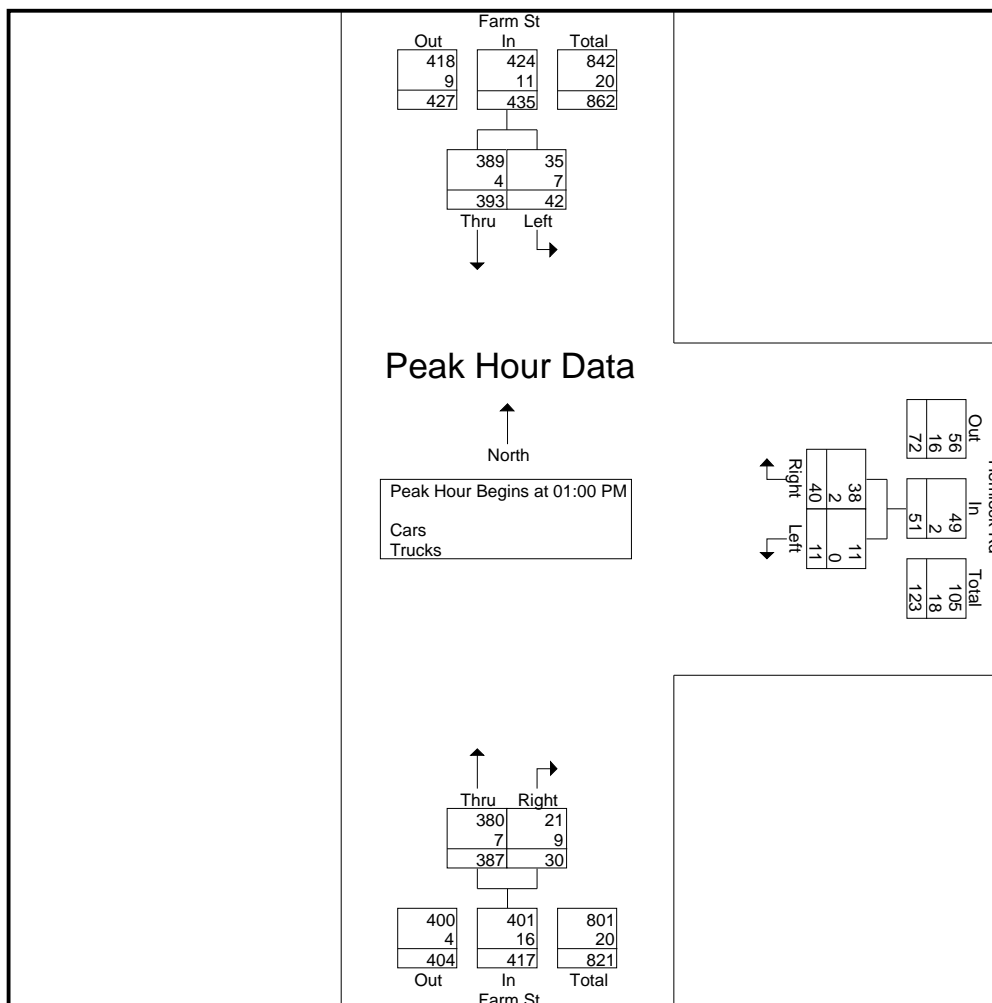 Farm St
Out In Total
418 424 842
9 11 20
427 435 862
389 35
4 7
393 42
Thru Left
Peak Hour Data
North
Peak Hour Begins at 01:00 PM
Cars
Trucks
Rd
Out In Total
56 49 105
16 2 18
72 51 123
38 11
2 0
40 11
Right Left
Thru Right
380 21
7 9
387 30
400 401 801
4 16 20
404 417 821
Out In Total
Farm St